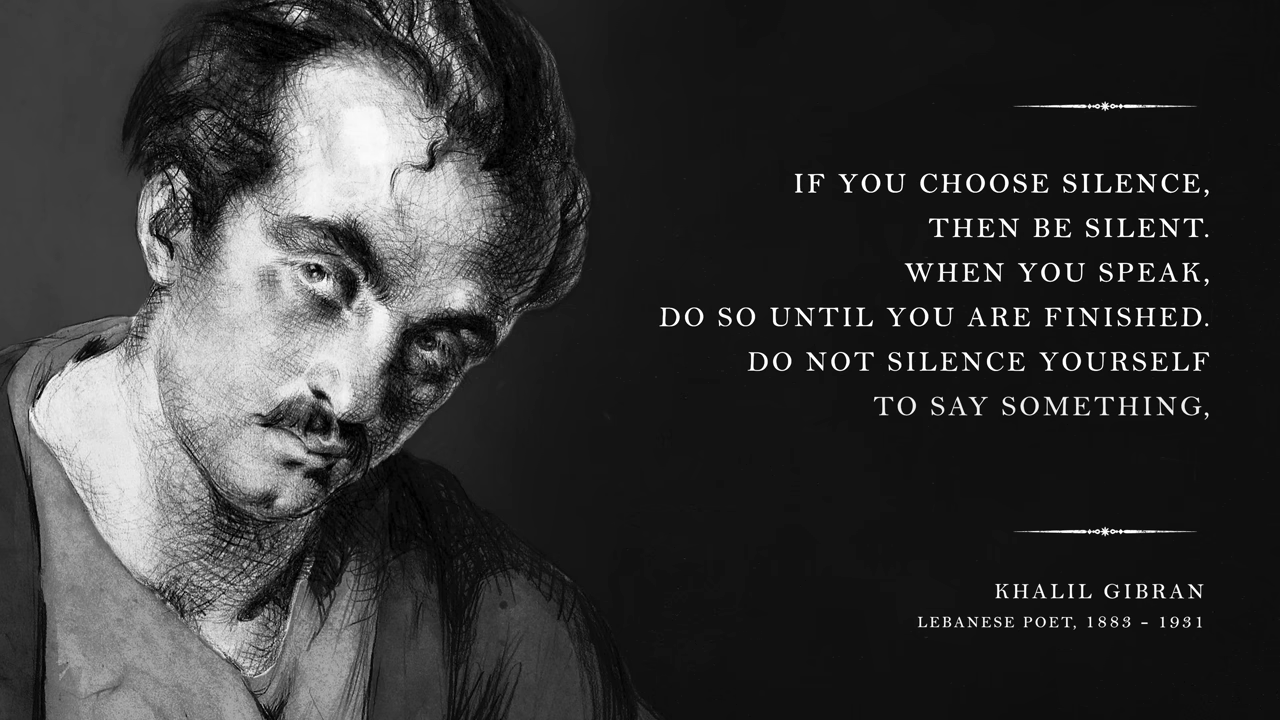 IF YOU CHOOSE SILENCE,
THEN BE SILENT.
WHEN YOU SPEAK,
DO SO UNTIL YOU ARE FINISHED.
DO NOT SILENCE YOURSELF
TO SAY SOMETHING,
KHALIL GIBRAN
LEBANESE POET, 1883 – 1931